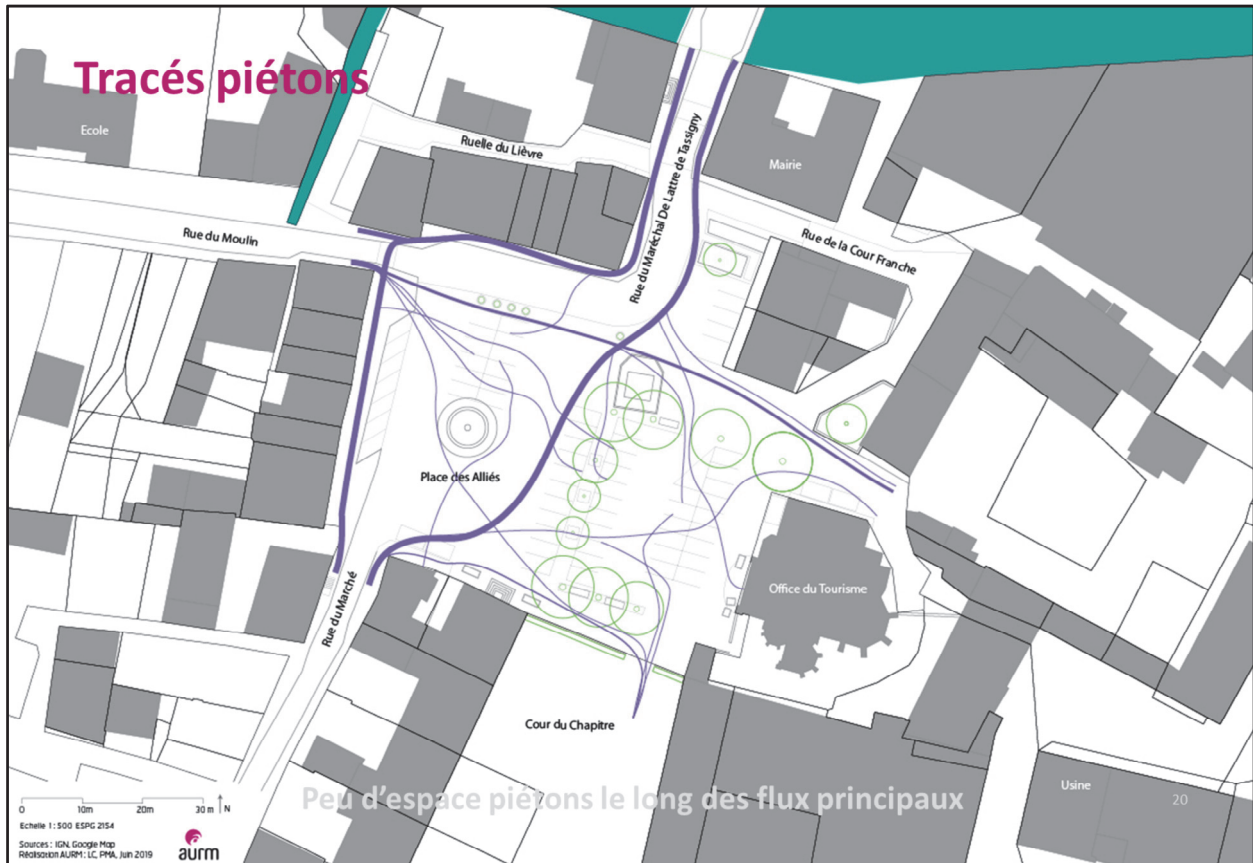 Tracés piétons
Ecole
Ruelle du Lièvre
Rue du Maréchal De Lattre de Tassigny
Mairie
Rue du Moulin
Rue de la Cour Franche
Place des Alliés
Office du Tourisme
Rue du Marché
Cour du Chapitre
Usine
Peu d’espace piétons le long des flux principaux
20
0 10m 20m 30 m N
Echelle 1 : 500 ESPG 2154
Sources : IGN, Google Map
Réalisation AURM : LC, PMA, Juin 2019
aurm